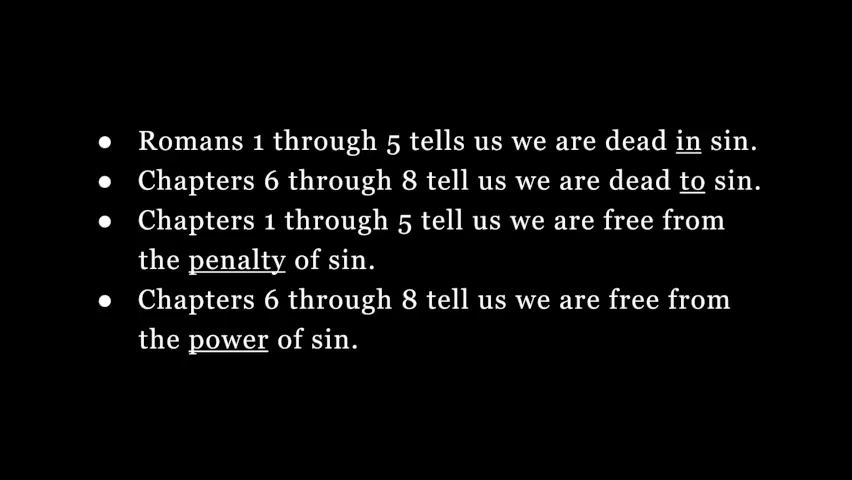 ● Romans 1 through 5 tells us we are dead in sin.
● Chapters 6 through 8 tell us we are dead to sin.
● Chapters 1 through 5 tell us we are free from
the penalty of sin.
● Chapters 6 through 8 tell us we are free from
the power of sin.